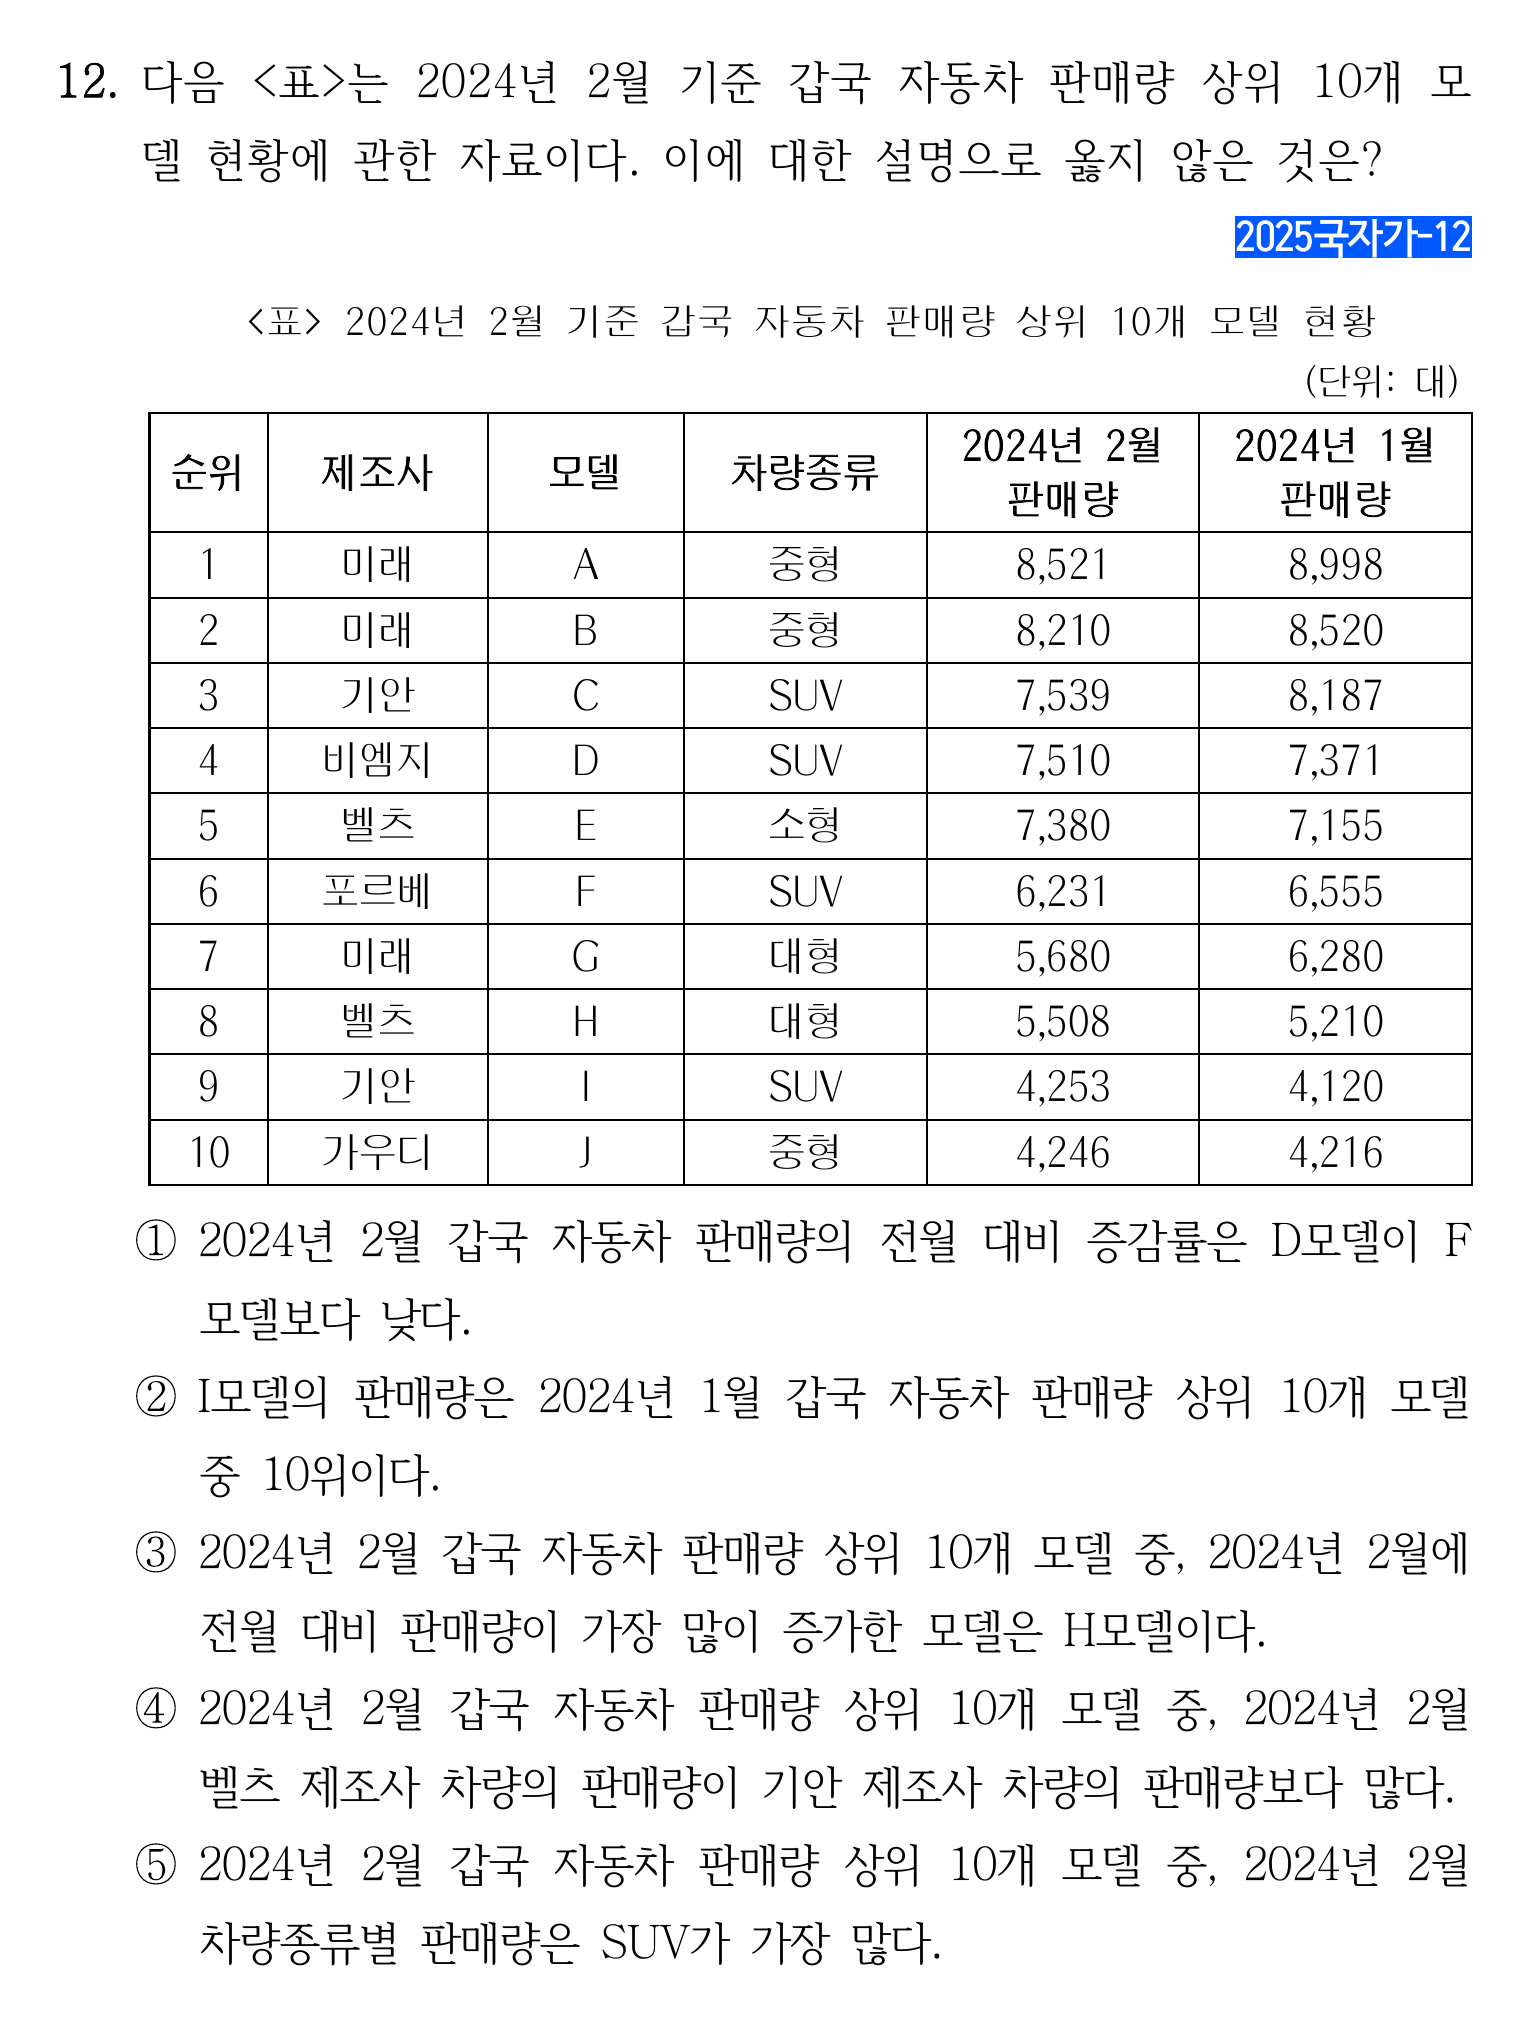 12. 다음 <표>는 2024년 2월 기준 갑국 자동차 판매량 상위 10개 모
델 현황에 관한 자료이다. 이에 대한 설명으로 옳지 않은 것은?
2025국자가-12
<표> 2024년 2월 기준 갑국 자동차 판매량 상위 10개 모델 현황
(단위: 대)
순위 제조사 모델 차량종류 2024년 2월 판매량 2024년 1월 판매량
1 미래 A 중형 8,521 8,998
2 미래 B 중형 8,210 8,520
3 기안 C SUV 7,539 8,187
4 비엠지 D SUV 7,510 7,371
5 벨츠 E 소형 7,380 7,155
6 포르베 F SUV 6,231 6,555
7 미래 G 대형 5,680 6,280
8 벨츠 H 대형 5,508 5,210
9 기안 I SUV 4,253 4,120
10 가우디 J 중형 4,246 4,216
① 2024년 2월 갑국 자동차 판매량의 전월 대비 증감률은 D모델이 F
모델보다 낮다.
② I모델의 판매량은 2024년 1월 갑국 자동차 판매량 상위 10개 모델
중 10위이다.
③ 2024년 2월 갑국 자동차 판매량 상위 10개 모델 중, 2024년 2월에
전월 대비 판매량이 가장 많이 증가한 모델은 H모델이다.
④ 2024년 2월 갑국 자동차 판매량 상위 10개 모델 중, 2024년 2월
벨츠 제조사 차량의 판매량이 기안 제조사 차량의 판매량보다 많다.
⑤ 2024년 2월 갑국 자동차 판매량 상위 10개 모델 중, 2024년 2월
차량종류별 판매량은 SUV가 가장 많다.